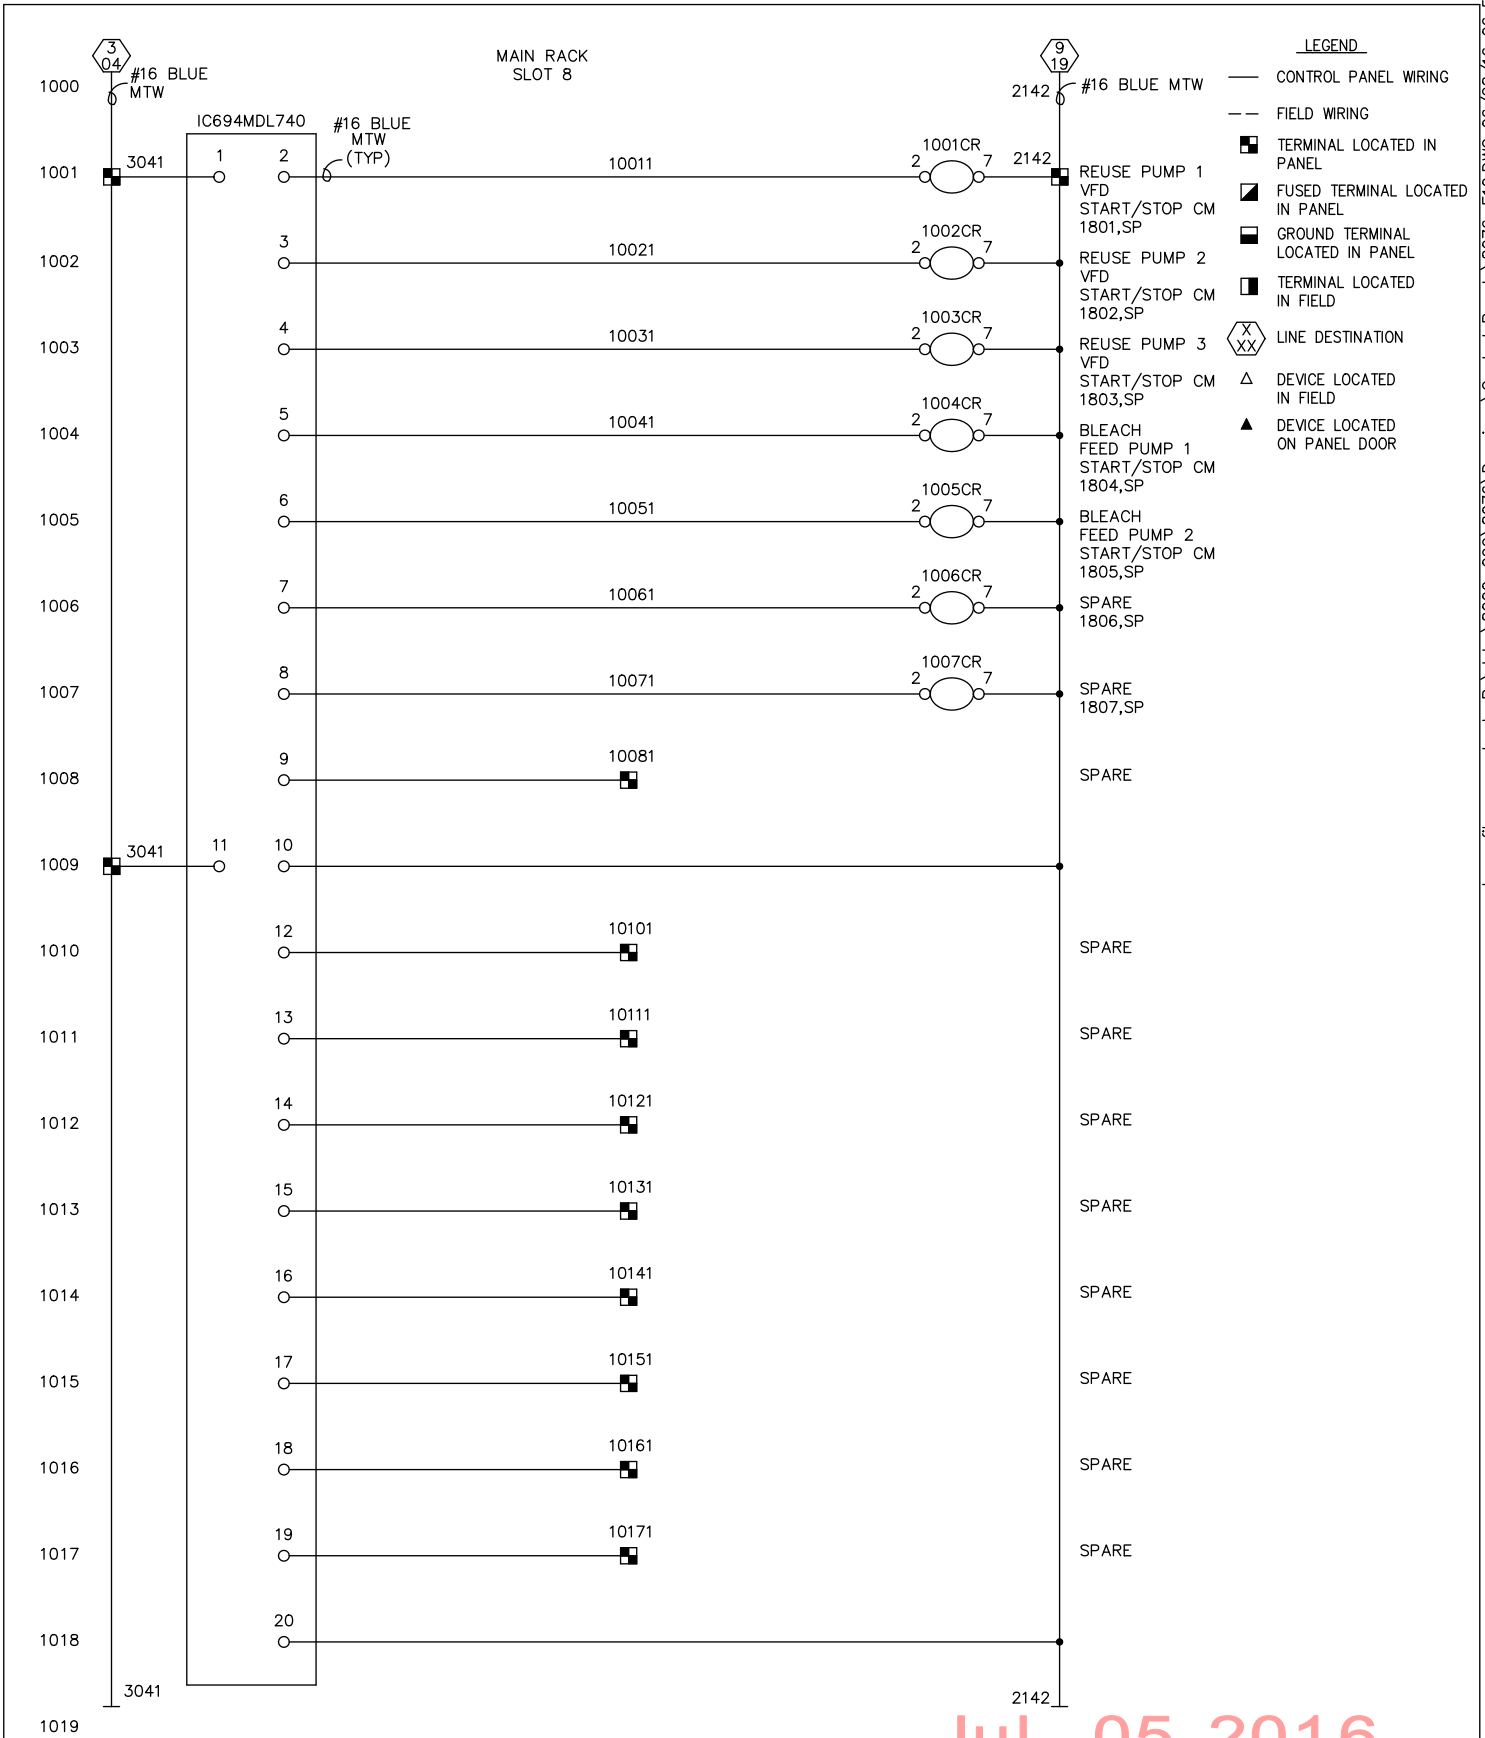 3
04
MAIN RACK
SLOT 8
9
19
LEGEND
1000
#16 BLUE
MTW
2142
#16 BLUE MTW
CONTROL PANEL WIRING
FIELD WIRING
TERMINAL LOCATED IN
PANEL
FUSED TERMINAL LOCATED
IN PANEL
GROUND TERMINAL
LOCATED IN PANEL
TERMINAL LOCATED
IN FIELD
X
XX
LINE DESTINATION
DEVICE LOCATED
IN FIELD
DEVICE LOCATED
ON PANEL DOOR
IC694MDL740
#16 BLUE
MTW
(TYP)
1001
3041
1
2
10011
1001CR
2
7
2142
REUSE PUMP 1
VFD
START/STOP CM
1801,SP
1002
3
10021
1002CR
2
7
REUSE PUMP 2
VFD
START/STOP CM
1802,SP
1003
4
10031
1003CR
2
7
REUSE PUMP 3
VFD
START/STOP CM
1803,SP
1004
5
10041
1004CR
2
7
BLEACH
FEED PUMP 1
START/STOP CM
1804,SP
1005
6
10051
1005CR
2
7
BLEACH
FEED PUMP 2
START/STOP CM
1805,SP
1006
7
10061
1006CR
2
7
SPARE
1806,SP
1007
8
10071
1007CR
2
7
SPARE
1807,SP
1008
9
10081
SPARE
1009
3041
11
10
1010
12
10101
SPARE
1011
13
10111
SPARE
1012
14
10121
SPARE
1013
15
10131
SPARE
1014
16
10141
SPARE
1015
17
10151
SPARE
1016
18
10161
SPARE
1017
19
10171
SPARE
1018
20
3041
2142
1019
Jul 05 2016